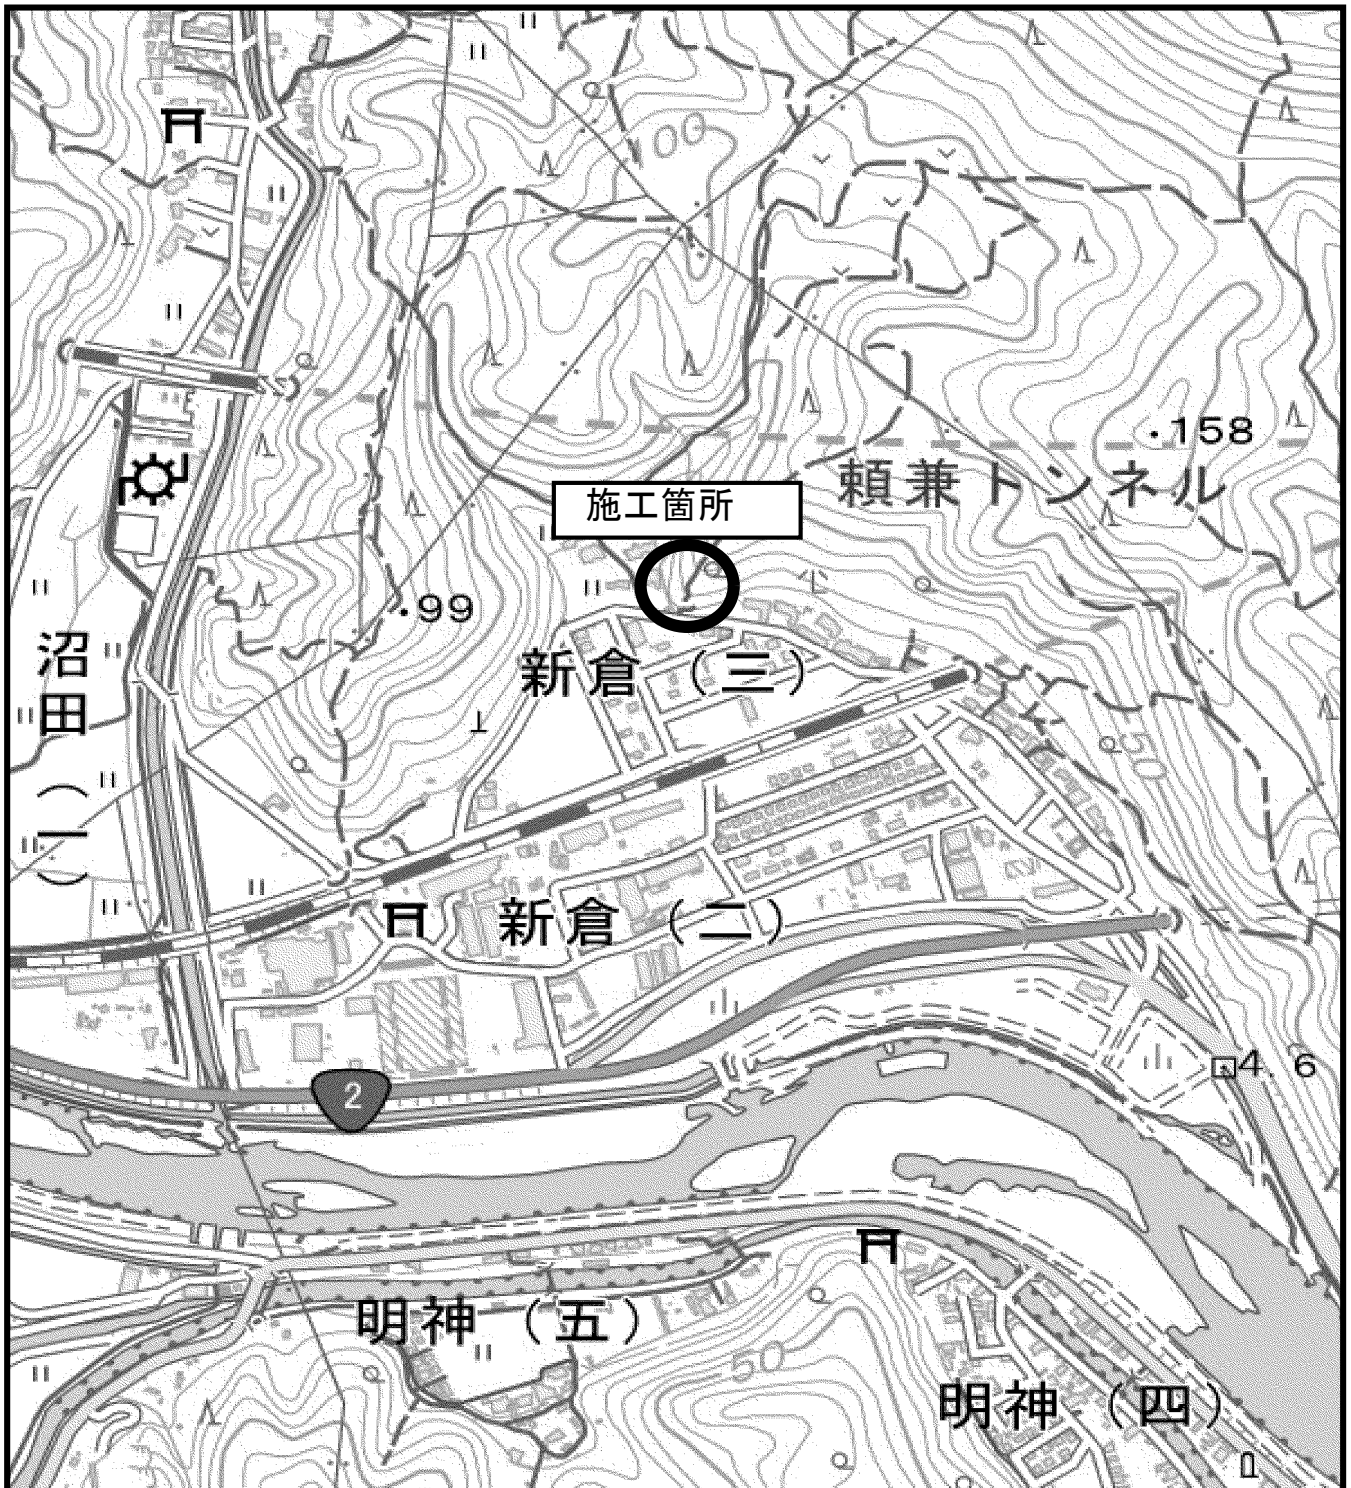 100
・158
頼兼トンネル
施工箇所
・99
沼田(一)
新倉(三)
50
新倉(二)
4.6
2
明神(五)
50
明神(四)